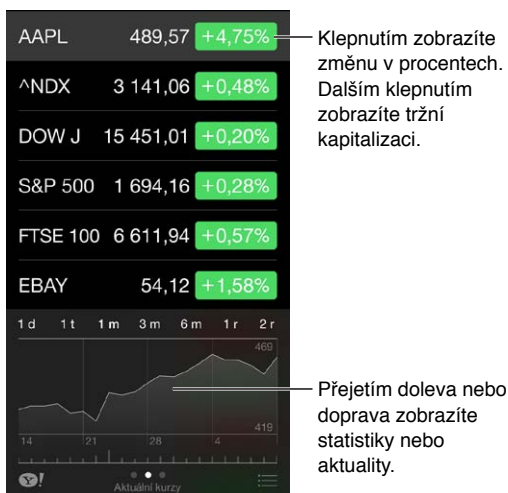 AAPL 489,57 +4,75%
^NDX 3 141,06 +0,48%
DOW J 15 451,01 +0,20%
S&P 500 1 694,16 +0,28%
FTSE 100 6 611,94 +0,57%
EBAY 54,12 +1,58%
1 d 1 t 1 m 3 m 6 m 1 r 2 r
469
419
14 21 28 4
Y!
Aktuální kurzy
Klepnutím zobrazíte
změnu v procentech.
Dalším klepnutím
zobrazíte tržní
kapitalizaci.
Přejetím doleva nebo
doprava zobrazíte
statistiky nebo
aktuality.